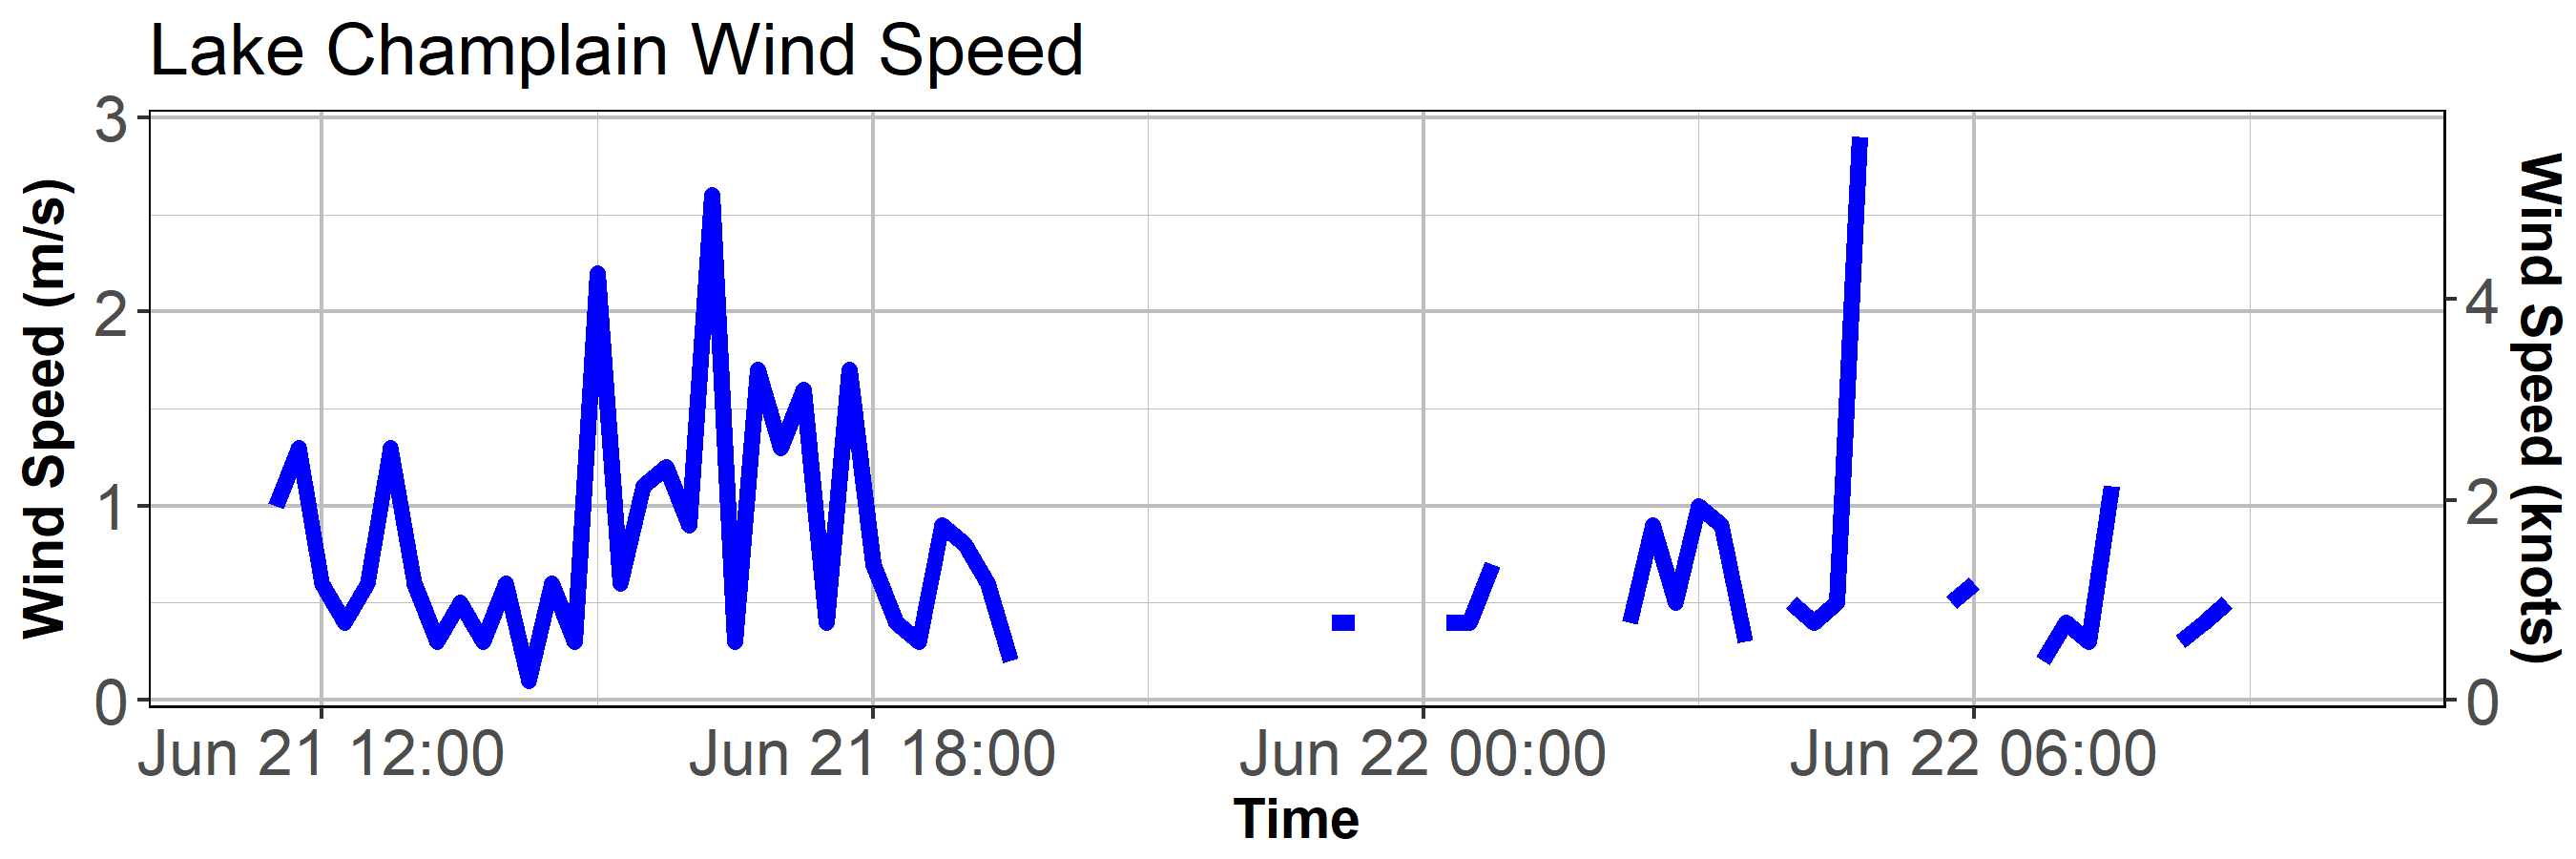 Lake Champlain Wind Speed
Wind Speed (m/s)
3
2
1
0
Wind Speed (knots)
4
2
0
Jun 21 12:00
Jun 21 18:00
Jun 22 00:00
Jun 22 06:00
Time